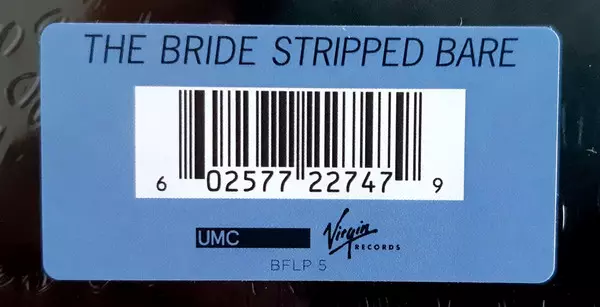 THE BRIDE STRIPPED BARE
6 02577 22747 9
UMC
Virgin
RECORDS
BFLP 5